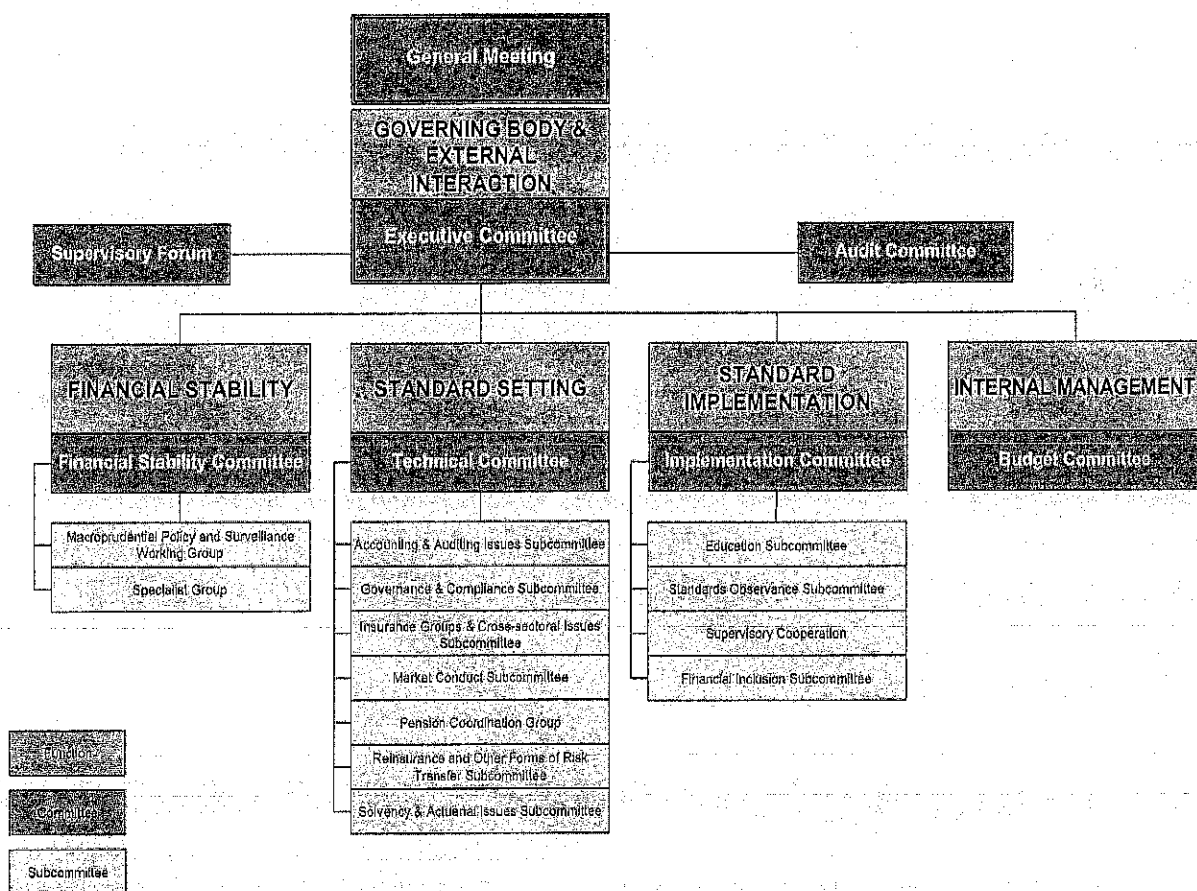 General Meeting
GOVERNING BODY &
EXTERNAL
INTERACTION
Executive Committee
Supervisory Forum
Audit Committee
FINANCIAL STABILITY
Financial Stability Committee
Macroprudential Policy and Surveillance
Working Group
Specialist Group
STANDARD SETTING
Technical Committee
Accounting & Auditing Issues Subcommittee
Governance & Compliance Subcommittee
Insurance Groups & Cross-sectoral Issues
Subcommittee
Market Conduct Subcommittee
Pension Coordination Group
Reinsurance and Other Forms of Risk
Transfer Subcommittee
Solvency & Actuarial Issues Subcommittee
STANDARD
IMPLEMENTATION
Implementation Committee
Education Subcommittee
Standards Observance Subcommittee
Supervisory Cooperation
Financial Inclusion Subcommittee
INTERNAL MANAGEMENT
Budget Committee
Function
Committee
Subcommittee